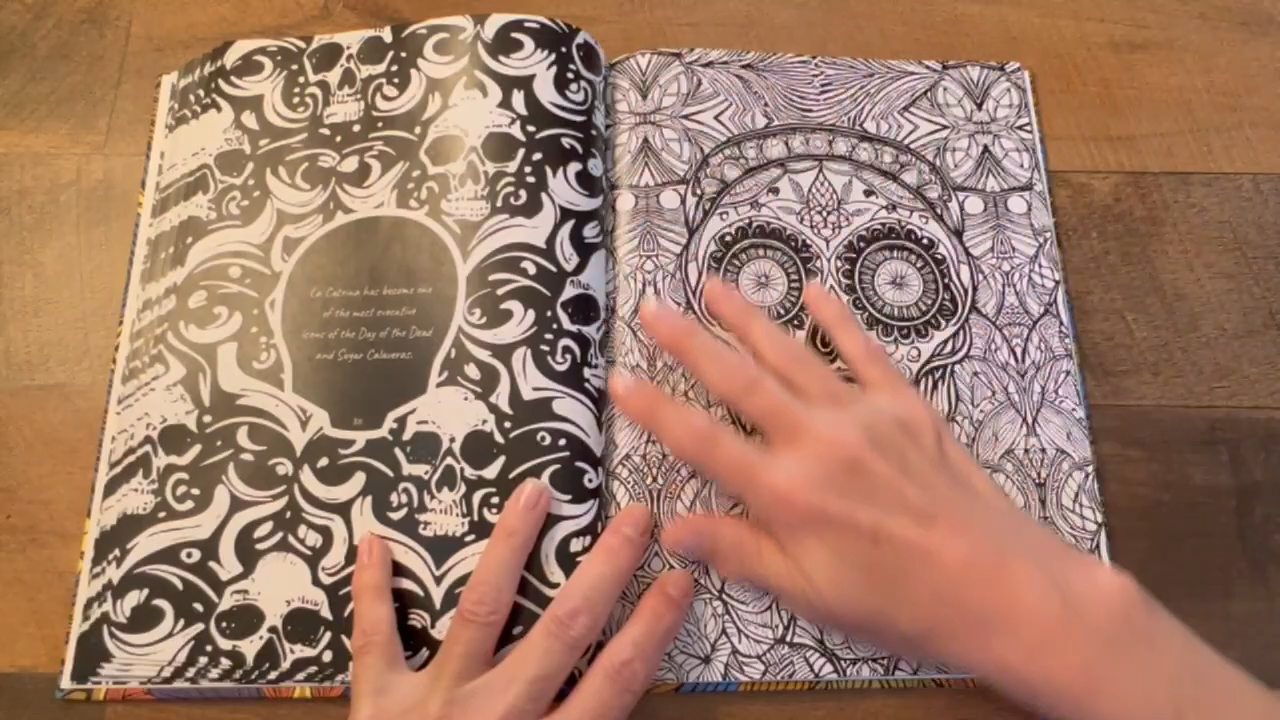 La Catrina has become one
of the most evocative
icons of the Day of the Dead
and Sugar Calaveras.